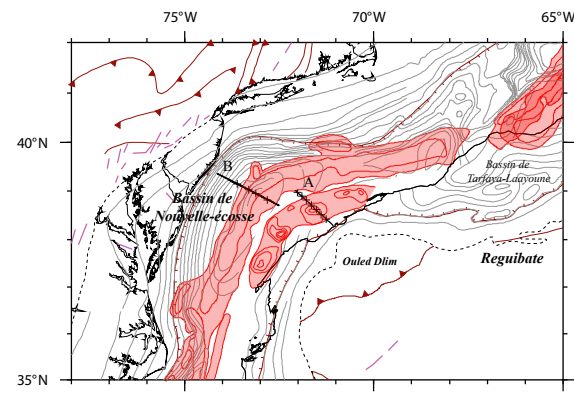 75°W 70°W 65°W
40°N
B
A
Bassin de
Tarfaya-Laayoune
Bassin de
Nouvelle-écosse
Ouled Dlim
Reguibate
35°N